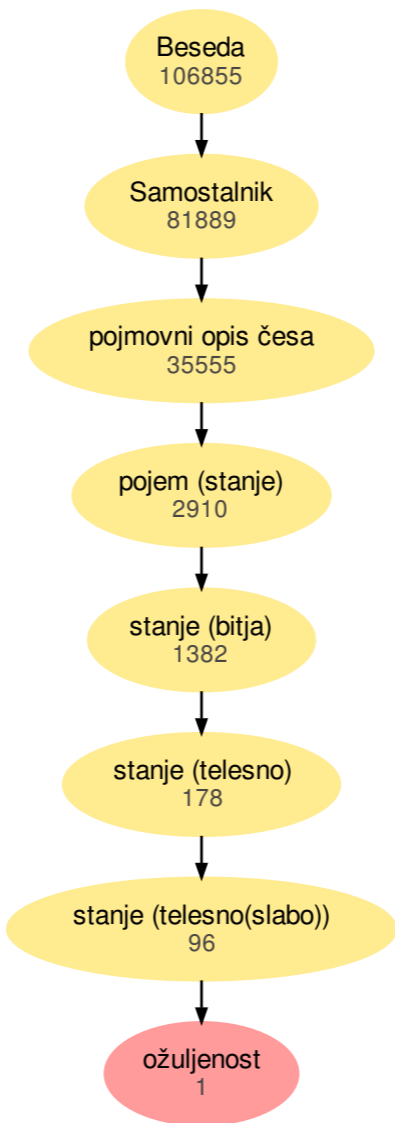 Beseda
106855
Samostalnik
81889
pojmovni opis česa
35555
pojem (stanje)
2910
stanje (bitja)
1382
stanje (telesno)
178
stanje (telesno(slabo))
96
ožuljenost
1